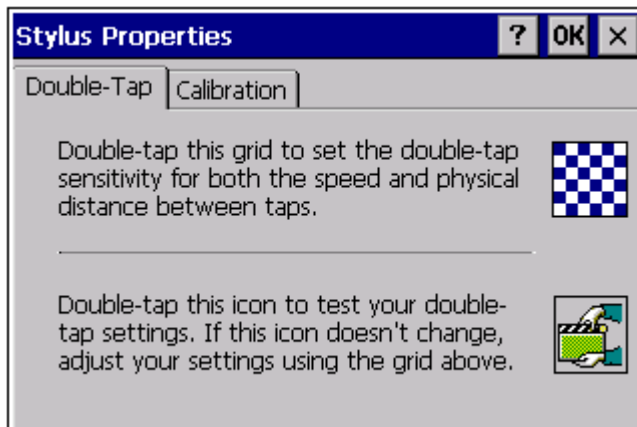 Stylus Properties ? OK ×
Double-Tap Calibration
Double-tap this grid to set the double-tap
sensitivity for both the speed and physical
distance between taps.
Double-tap this icon to test your double-
tap settings. If this icon doesn't change,
adjust your settings using the grid above.